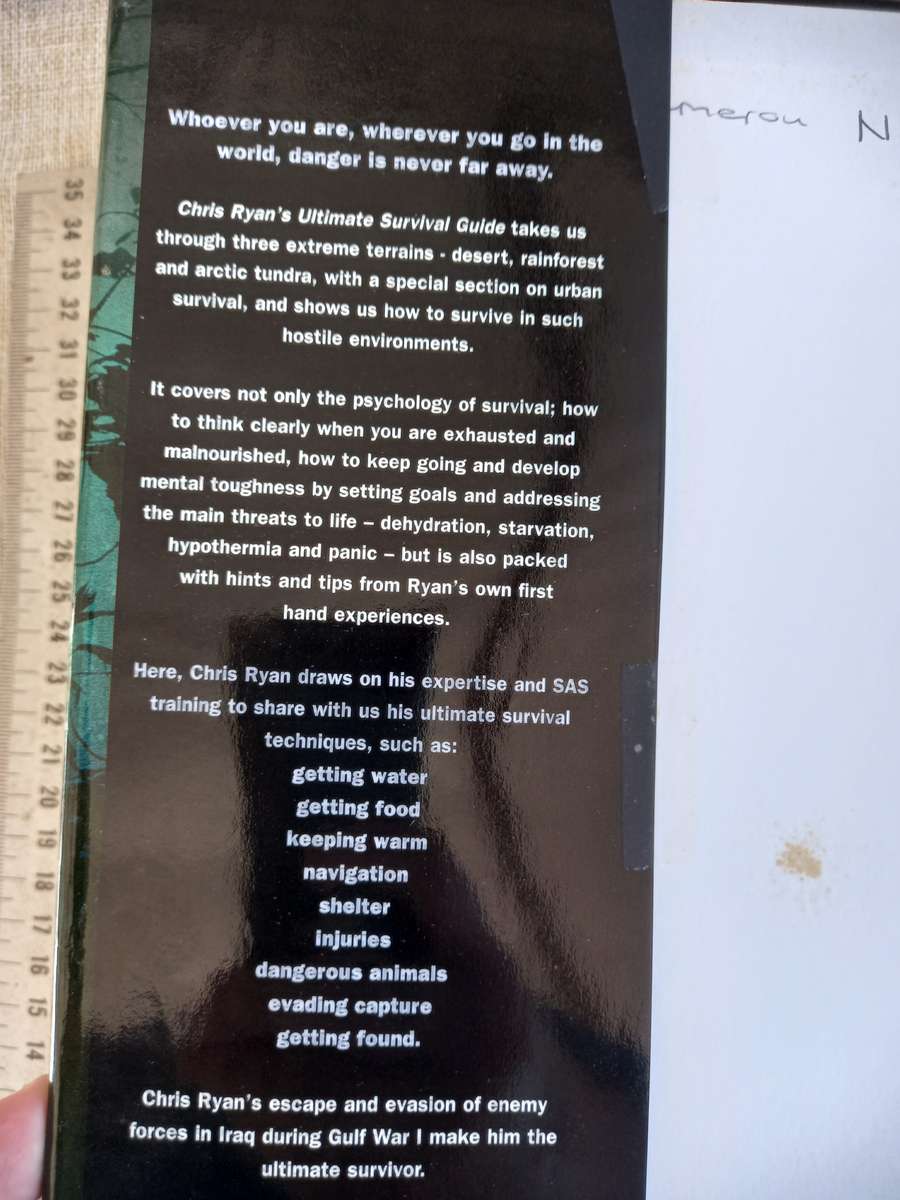 Whoever you are, wherever you go in the
world, danger is never far away.
Chris Ryan's Ultimate Survival Guide takes us
through three extreme terrains - desert, rainforest
and arctic tundra, with a special section on urban
survival, and shows us how to survive in such
hostile environments.
It covers not only the psychology of survival; how
to think clearly when you are exhausted and
malnourished, how to keep going and develop
mental toughness by setting goals and addressing
the main threats to life – dehydration, starvation,
hypothermia and panic – but is also packed
with hints and tips from Ryan's own first
hand experiences.
Here, Chris Ryan draws on his expertise and SAS
training to share with us his ultimate survival
techniques, such as:
getting water
getting food
keeping warm
navigation
shelter
injuries
dangerous animals
evading capture
getting found.
Chris Ryan's escape and evasion of enemy
forces in Iraq during Gulf War I make him the
ultimate survivor.
35
34
33
32
31
30
29
28
27
26
25
24
23
22
21
20
19
18
17
16
15
14
N